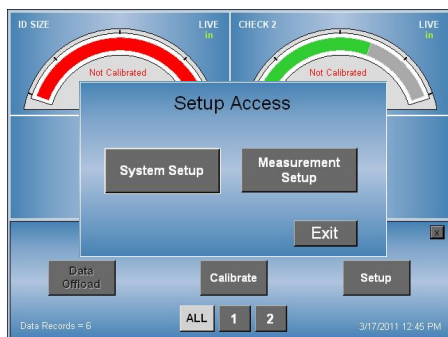 ID SIZE
LIVE
in
CHECK 2
LIVE
in
Not Calibrated
Not Calibrated
Setup Access
System Setup
Measurement
Setup
Exit
x
Data
Offload
Calibrate
Setup
ALL
1
2
Data Records = 6
3/17/2011 12:45 PM